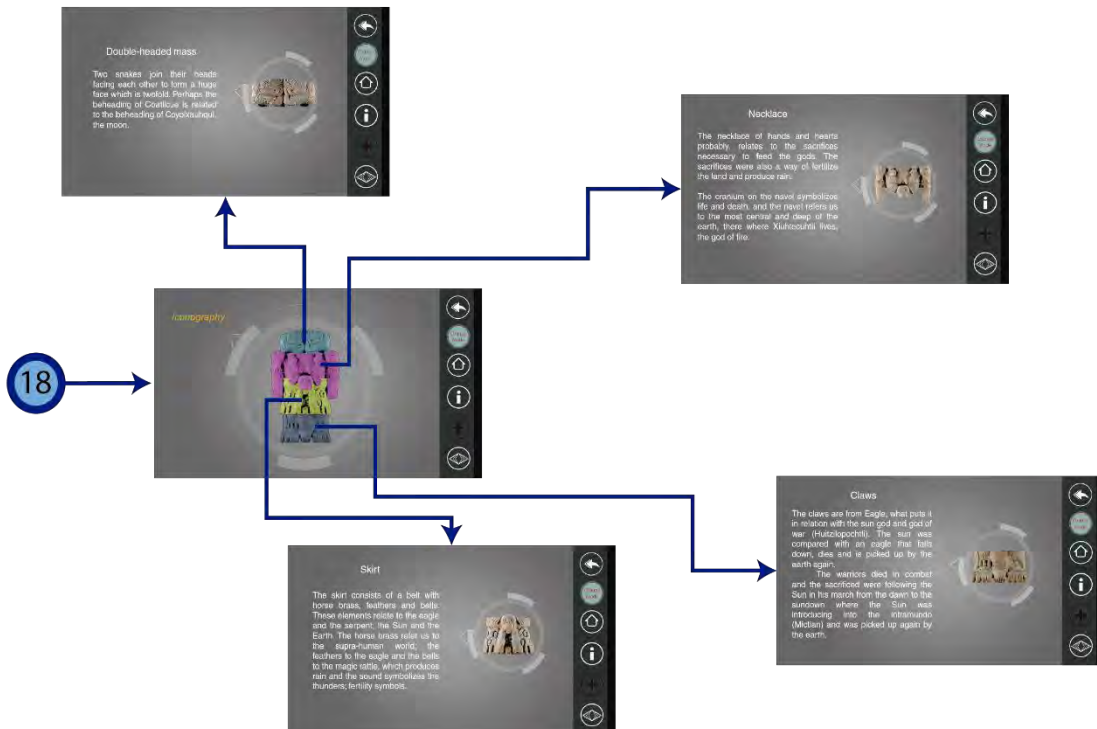 Double-headed mass
Two snakes join their heads
facing each other to form a huge
face which is twofold. Perhaps the
beheading of Coatlicue is related
to the beheading of Coyolxauhqui,
the moon.
Necklace
The necklace of hands and hearts
probably relates to the sacrifices
necessary to feed the gods. The
sacrifices were also a way of fertilize
the land and produce rain.
The cranium on the navel symbolizes
life and death, and the navel refers us
to the most central and deep of the
earth, there where Xiuhtecuhtli lives,
the god of fire.
Iconography
18
Skirt
The skirt consists of a belt with
horse brass, feathers and bells.
These elements relate to the eagle
and the serpent, the Sun and the
Earth. The horse brass refer us to
the supra-human world, the
feathers to the eagle and the bells
to the magic rattle, which produces
rain and the sound symbolizes the
thunders; fertility symbols.
Claws
The claws are from Eagle, what puts it
in relation with the sun god and god of
war (Huitzilopochtli). The sun was
compared with an eagle that falls
down, dies and is picked up by the
earth again.
The warriors died in combat
and the sacrificed were following the
Sun in his march from the dawn to the
sundown where the Sun was
introducing into the inframundo
(Mictlan) and was picked up again by
the earth.